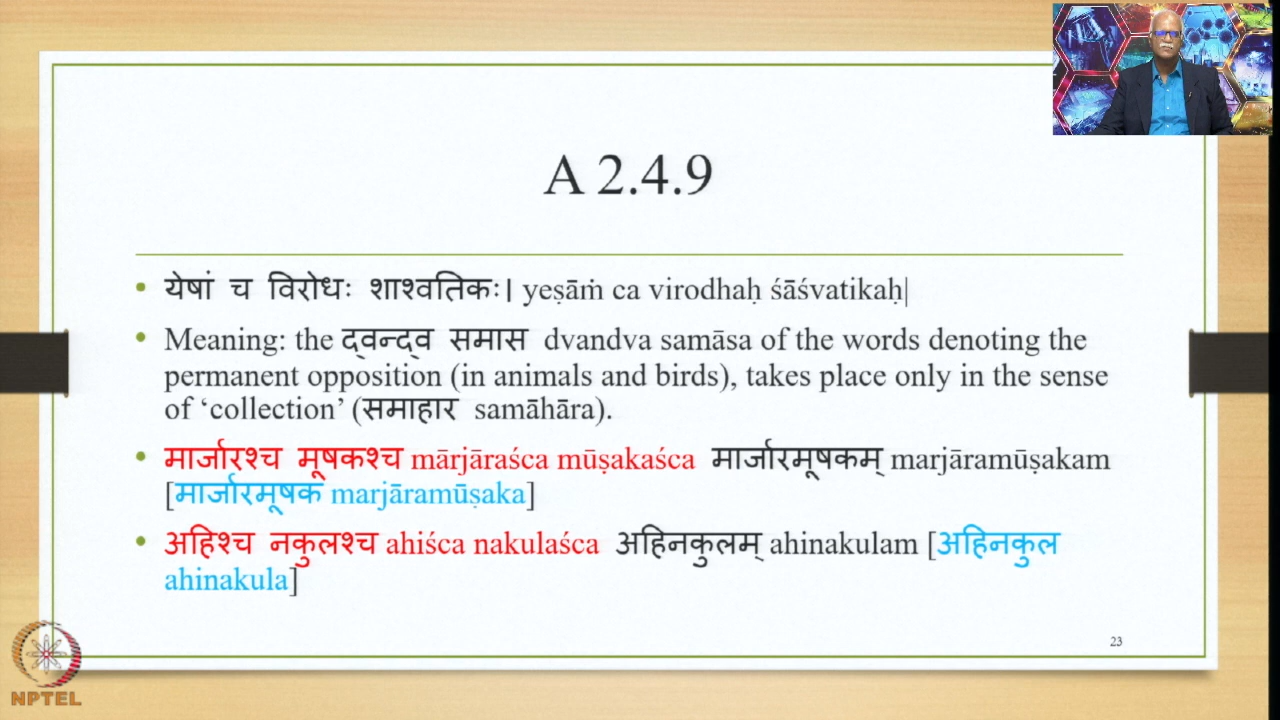 A 2.4.9
येषां च विरोधः शाश्वतिकः। yeṣāṁ ca virodhaḥ śāśvatikaḥ|
Meaning: the द्वन्द्व समास dvandva samāsa of the words denoting the
permanent opposition (in animals and birds), takes place only in the sense
of ‘collection’ (समाहार samāhāra).
मार्जारश्च मूषकश्च mārjāraśca mūṣakaśca मार्जारमूषकम् marjāramūṣakam
[मार्जारमूषक marjāramūṣaka]
अहिश्च नकुलश्च ahiśca nakulaśca अहिनकुलम् ahinakulam [अहिनकुल
ahinakula]
23
NPTEL